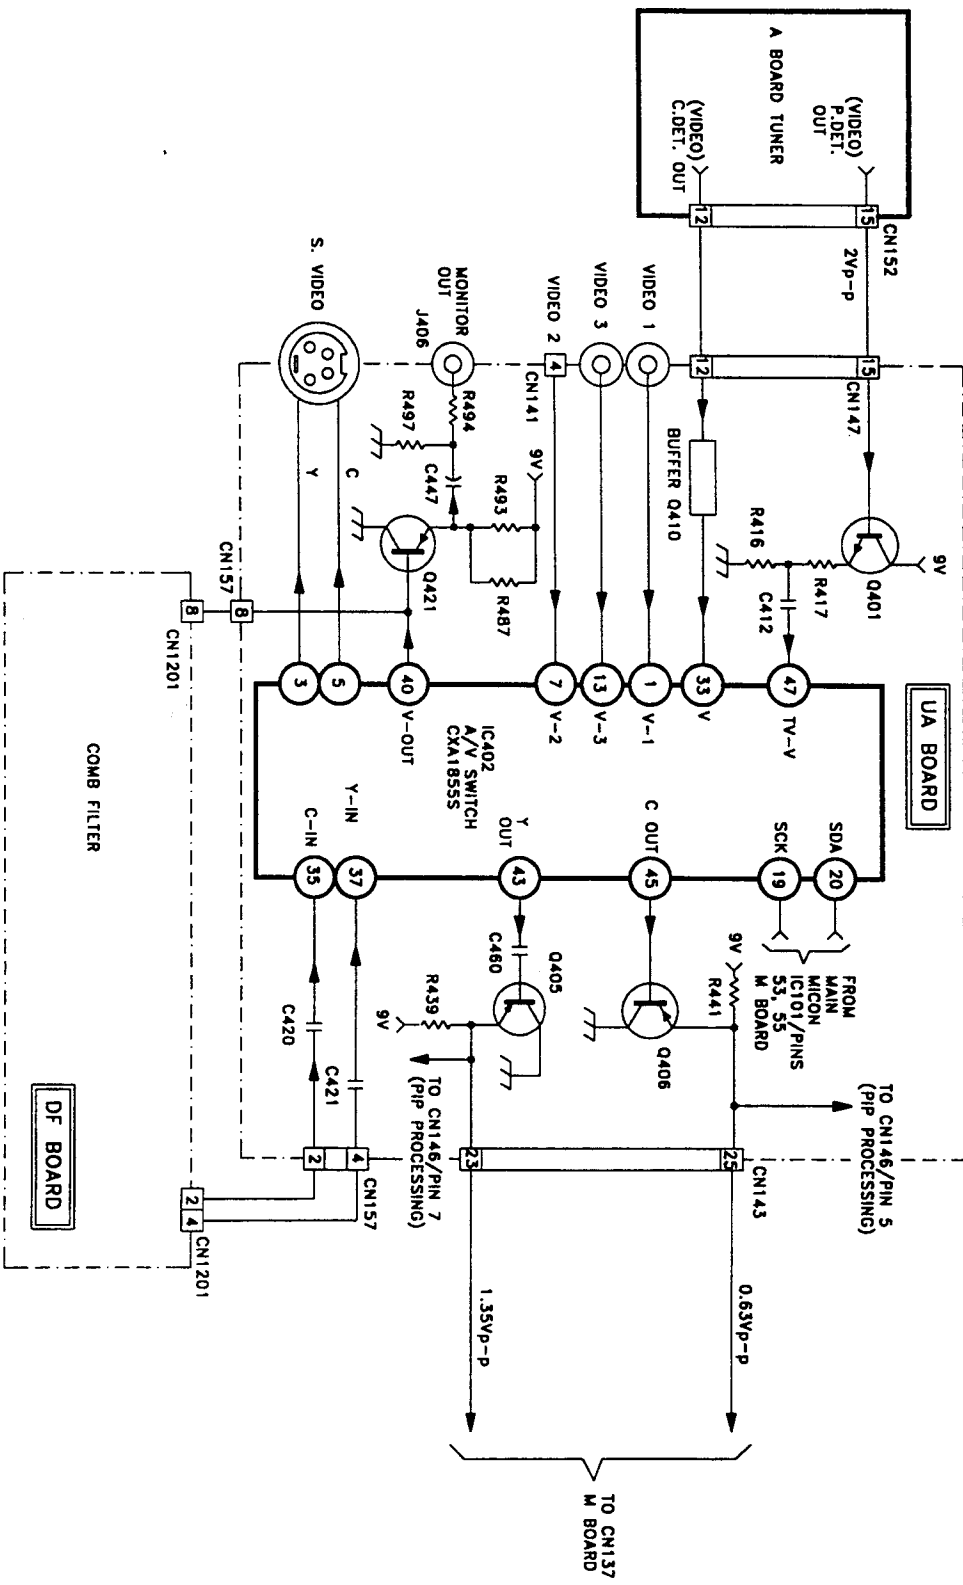 A BOARD TUNER
(VIDEO)
P.DET.
OUT
(VIDEO)
C.DET. OUT
15
12
CN152
2Vp-p
15
12
CN147
UA BOARD
9V
Q401
R417
R416
C412
BUFFER Q410
VIDEO 1
VIDEO 3
VIDEO 2
4
CN141
MONITOR
OUT
J406
R494
R497
C447
9V
R493
R487
Q421
S. VIDEO
C
Y
47
TV-V
33
V
1
V-1
13
V-3
7
V-2
40
V-OUT
5
3
IC402
A/V SWITCH
CXA1855S
SDA
20
SCK
19
C OUT
45
Y
OUT
43
Y-IN
37
C-IN
35
FROM
MAIN
MICON
IC101/PINS
53, 55
M BOARD
9V
R441
Q406
C460
Q405
R439
9V
TO CN146/PIN 5
(PIP PROCESSING)
TO CN146/PIN 7
(PIP PROCESSING)
25
23
CN143
0.63Vp-p
1.35Vp-p
TO CN137
M BOARD
C421
C420
4
2
CN157
CN157
8
8
CN1201
COMB FILTER
DF BOARD
2
4
CN1201